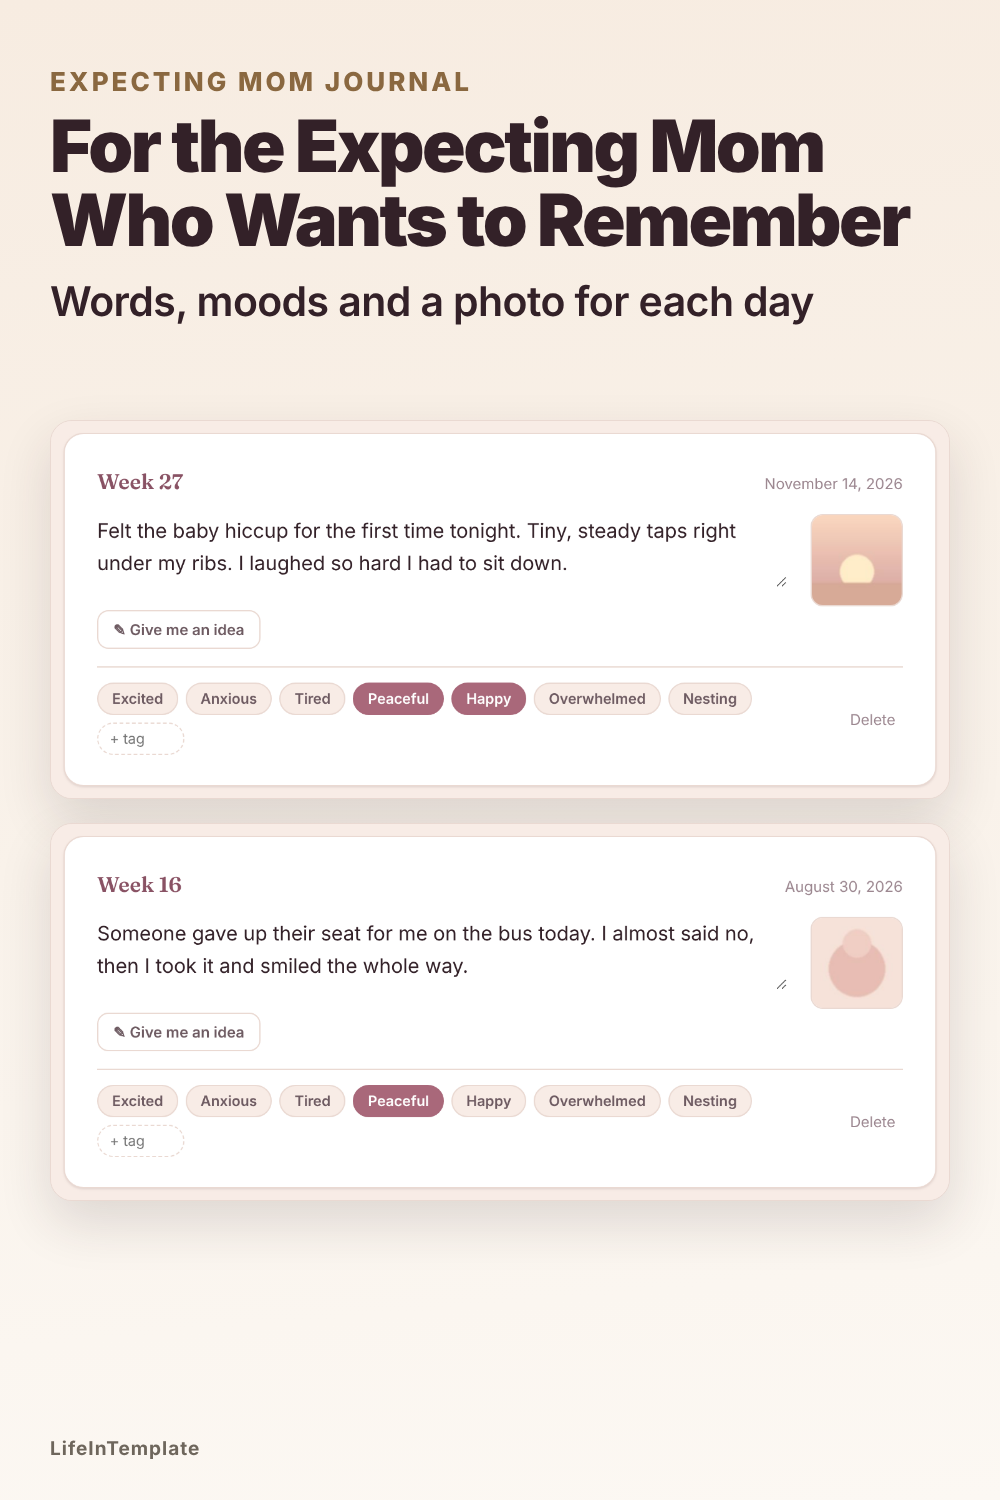 EXPECTING MOM JOURNAL
For the Expecting Mom
Who Wants to Remember
Words, moods and a photo for each day
Week 27
November 14, 2026
Felt the baby hiccup for the first time tonight. Tiny, steady taps right
under my ribs. I laughed so hard I had to sit down.
✎ Give me an idea
Excited Anxious Tired Peaceful Happy Overwhelmed Nesting
Delete
+ tag
Week 16
August 30, 2026
Someone gave up their seat for me on the bus today. I almost said no,
then I took it and smiled the whole way.
✎ Give me an idea
Excited Anxious Tired Peaceful Happy Overwhelmed Nesting
Delete
+ tag
LifeInTemplate